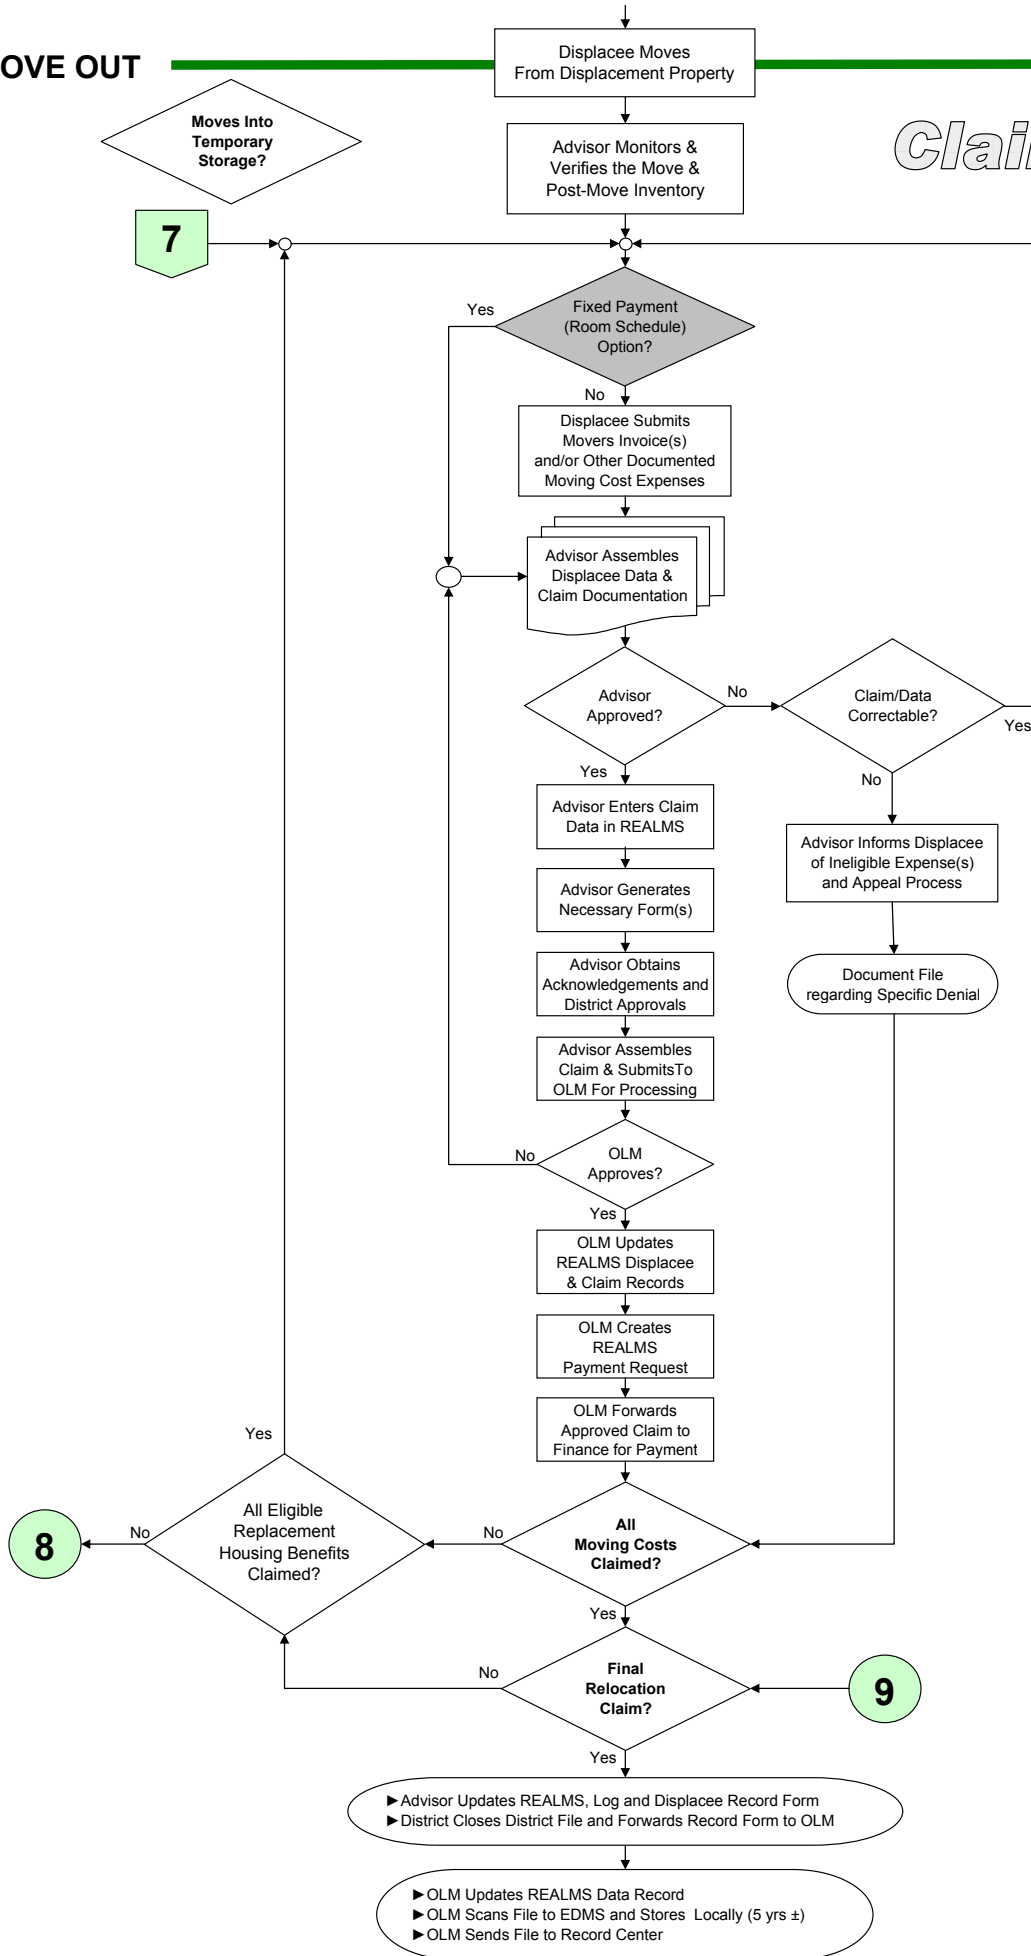 Displacee Moves
From Displacement Property
OVE OUT
Moves Into
Temporary
Storage?
Advisor Monitors &
Verifies the Move &
Post-Move Inventory
Clai
7
Yes
Fixed Payment
(Room Schedule)
Option?
No
Displacee Submits
Movers Invoice(s)
and/or Other Documented
Moving Cost Expenses
Advisor Assembles
Displacee Data &
Claim Documentation
Advisor
Approved?
No
Claim/Data
Correctable?
Yes
Yes
No
Advisor Enters Claim
Data in REALMS
Advisor Informs Displacee
of Ineligible Expense(s)
and Appeal Process
Advisor Generates
Necessary Form(s)
Advisor Obtains
Acknowledgements and
District Approvals
Document File
regarding Specific Denial
Advisor Assembles
Claim & SubmitsTo
OLM For Processing
No
OLM
Approves?
Yes
OLM Updates
REALMS Displacee
& Claim Records
OLM Creates
REALMS
Payment Request
OLM Forwards
Approved Claim to
Finance for Payment
Yes
8
No
All Eligible
Replacement
Housing Benefits
Claimed?
No
All
Moving Costs
Claimed?
Yes
No
Final
Relocation
Claim?
9
Yes
►Advisor Updates REALMS, Log and Displacee Record Form
►District Closes District File and Forwards Record Form to OLM
►OLM Updates REALMS Data Record
►OLM Scans File to EDMS and Stores Locally (5 yrs ±)
►OLM Sends File to Record Center